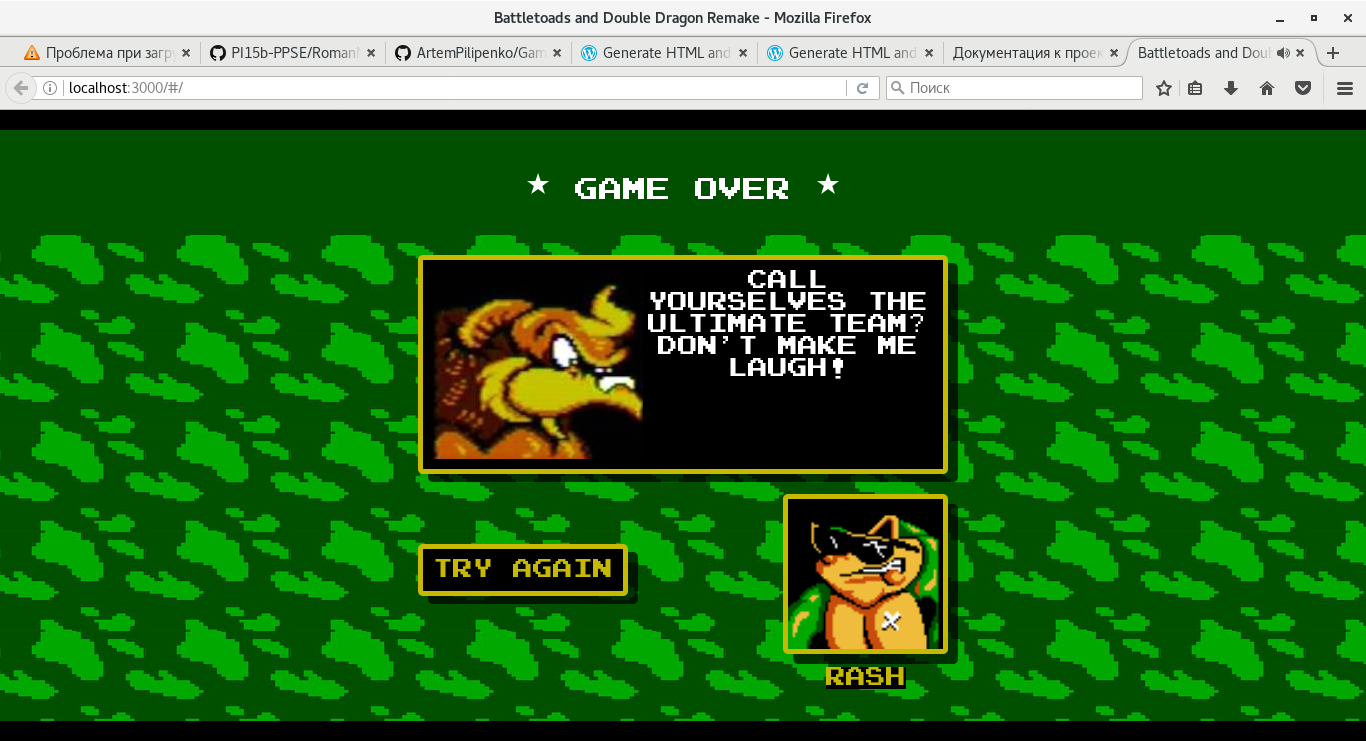 Battletoads and Double Dragon Remake - Mozilla Firefox
Проблема при загру
PI15b-PPSE/Roman
ArtemPilipenko/Gam
Generate HTML and
Generate HTML and
Документация к проек
Battletoads and Doub
localhost:3000/#/
Поиск
★ GAME OVER ★
CALL
YOURSELVES THE
ULTIMATE TEAM?
DON'T MAKE ME
LAUGH!
TRY AGAIN
RASH